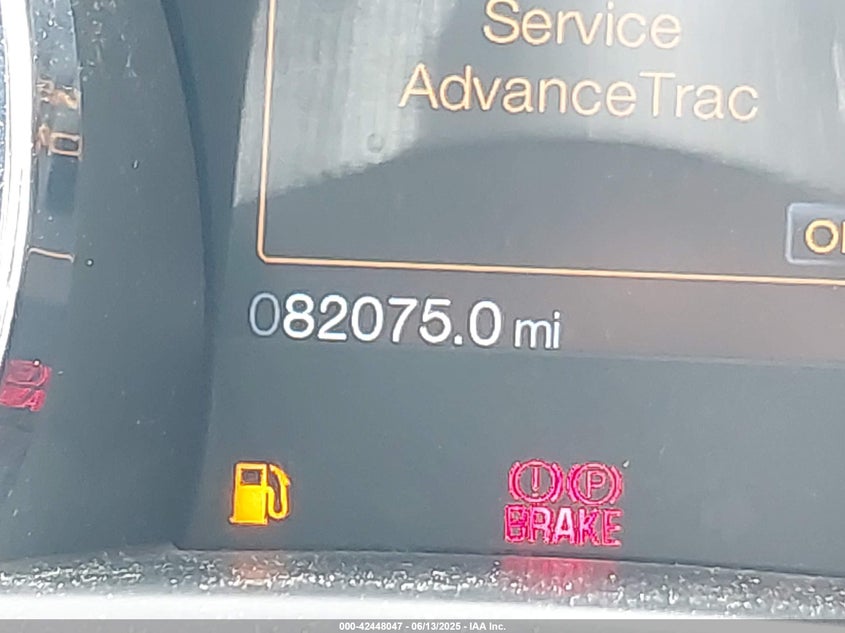 Service
AdvanceTrac
082075.0 mi
P
BRAKE
000-42448047 - 06/13/2025 - IAA Inc.